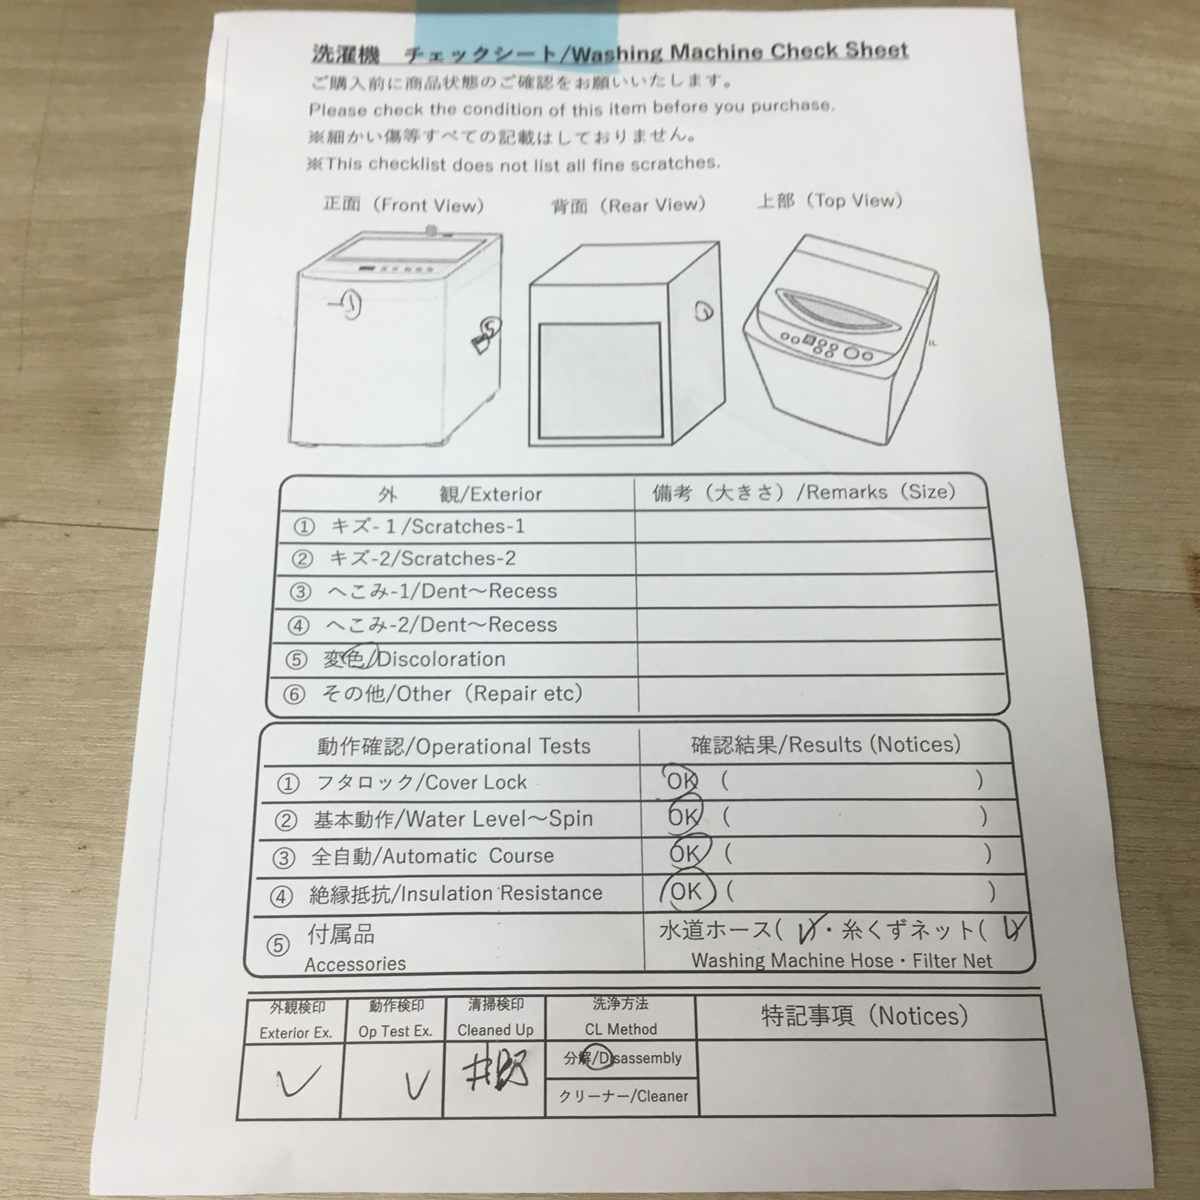 洗濯機 チェックシート/Washing Machine Check Sheet
ご購入前に商品状態のご確認をお願いいたします。
Please check the condition of this item before you purchase.
※細かい傷等すべての記載はしておりません。
※This checklist does not list all fine scratches.
正面（Front View） 背面（Rear View） 上部（Top View）
①
⑤
外 観/Exterior 備考（大きさ）/Remarks（Size）
① キズ-１/Scratches-1
② キズ-2/Scratches-2
③ へこみ-1/Dent～Recess
④ へこみ-2/Dent～Recess
⑤ 変色/Discoloration
⑥ その他/Other（Repair etc）
動作確認/Operational Tests 確認結果/Results (Notices)
① フタロック/Cover Lock OK ( )
② 基本動作/Water Level～Spin OK ( )
③ 全自動/Automatic Course OK ( )
④ 絶縁抵抗/Insulation Resistance OK ( )
⑤ 付属品 水道ホース( ✓)・糸くずネット( ✓)
Accessories Washing Machine Hose・Filter Net
外観検印 動作検印 清掃検印 洗浄方法 特記事項（Notices）
Exterior Ex. Op Test Ex. Cleaned Up CL Method
✓ ✓ 分解/Disassembly
クリーナー/Cleaner